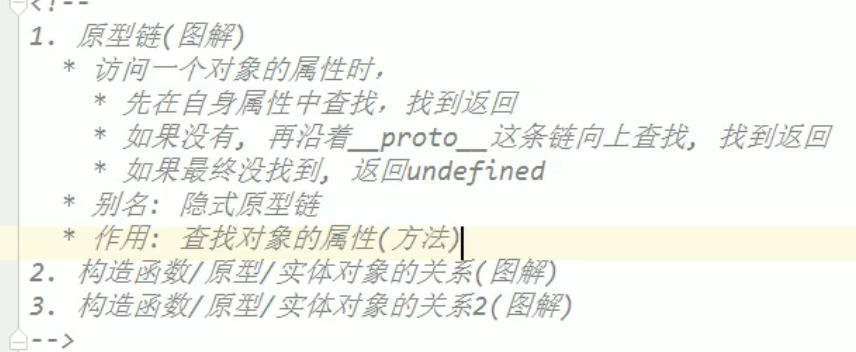 <!--
1. 原型链(图解)
* 访问一个对象的属性时，
* 先在自身属性中查找，找到返回
* 如果没有, 再沿着__proto__这条链向上查找, 找到返回
* 如果最终没找到, 返回undefined
* 别名: 隐式原型链
* 作用: 查找对象的属性(方法)
2. 构造函数/原型/实体对象的关系(图解)
3. 构造函数/原型/实体对象的关系2(图解)
-->